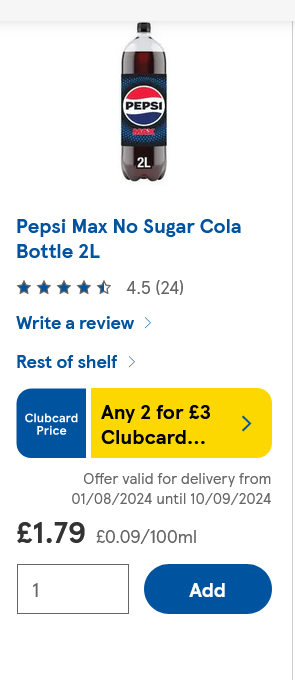 PEPSI
MAX
2L
Pepsi Max No Sugar Cola
Bottle 2L
4.5 (24)
Write a review
Rest of shelf
Clubcard
Price
Any 2 for £3
Clubcard...
Offer valid for delivery from
01/08/2024 until 10/09/2024
£1.79 £0.09/100ml
1
Add